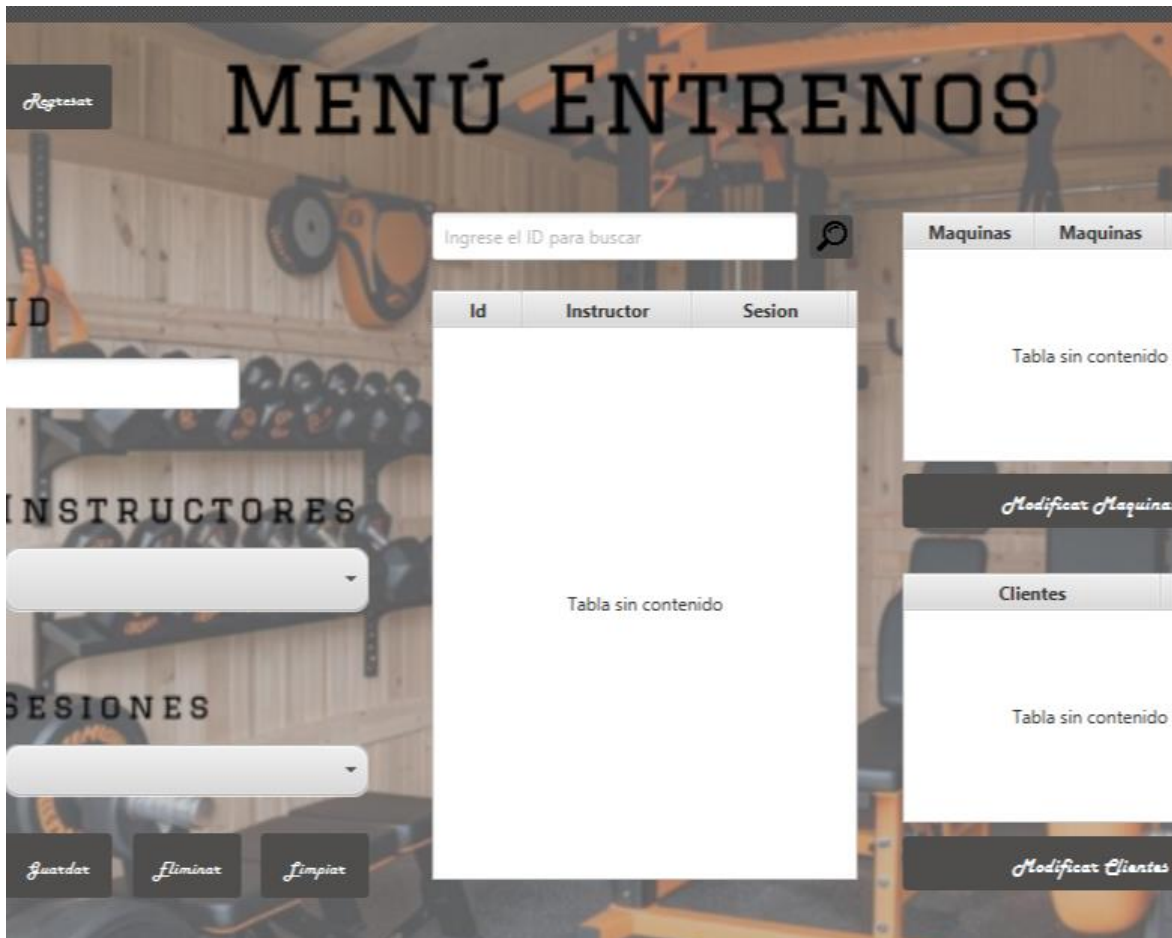 Regresar
MENÚ ENTRENOS
ID
INSTRUCTORES
SESIONES
Guardar
Eliminar
Limpiar
Ingrese el ID para buscar
Id Instructor Sesion
Tabla sin contenido
Maquinas Maquinas
Tabla sin contenido
Modificar Maquina
Clientes
Tabla sin contenido
Modificar Clientes